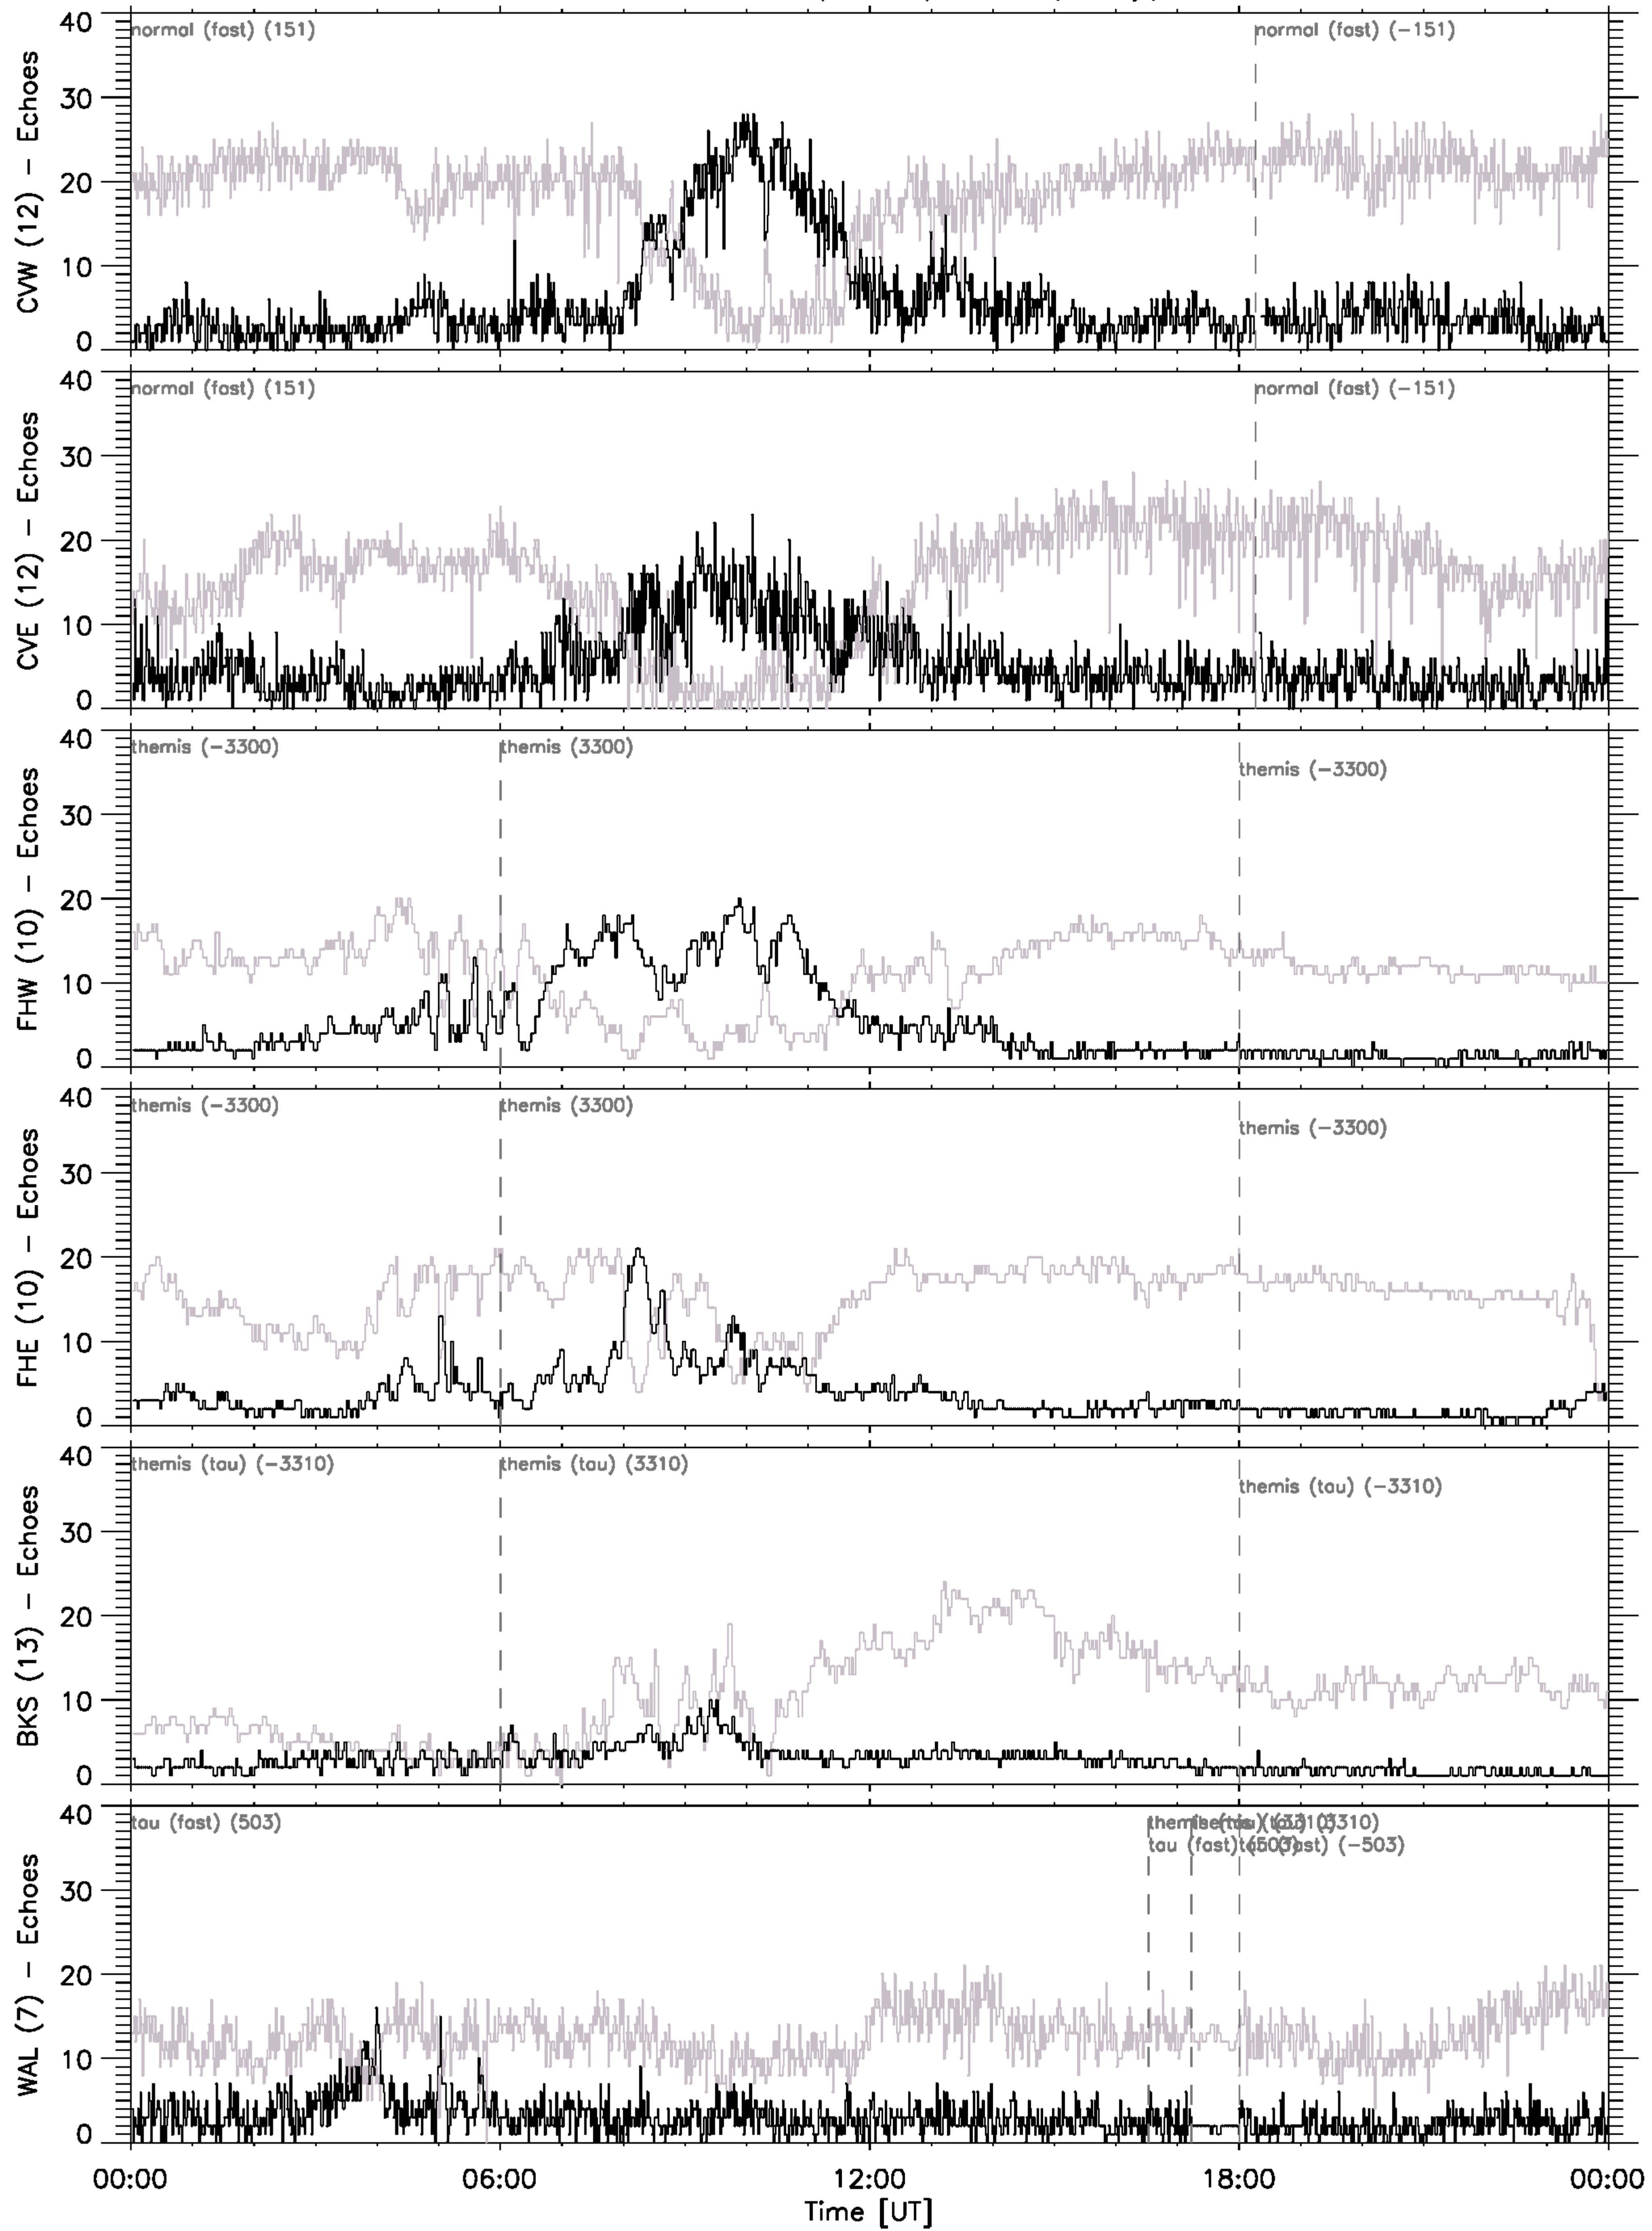 CVW (12) – Echoes
40
30
20
10
0
normal (fast) (151)
normal (fast) (−151)
CVE (12) – Echoes
40
30
20
10
0
normal (fast) (151)
normal (fast) (−151)
FHW (10) – Echoes
40
30
20
10
0
themis (−3300)
themis (3300)
themis (−3300)
FHE (10) – Echoes
40
30
20
10
0
themis (−3300)
themis (3300)
themis (−3300)
BKS (13) – Echoes
40
30
20
10
0
themis (tau) (−3310)
themis (tau) (3310)
themis (tau) (−3310)
WAL (7) – Echoes
40
30
20
10
0
tau (fast) (503)
tau (fast) (503)
(−503)
00:00
06:00
12:00
18:00
00:00
Time [UT]